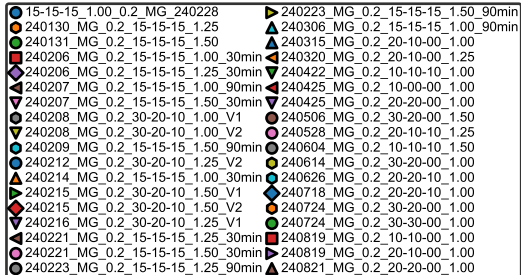 15-15-15_1.00_0.2_MG_240228
240130_MG_0.2_15-15-15_1.25
240131_MG_0.2_15-15-15_1.50
240206_MG_0.2_15-15-15_1.00_30min
240206_MG_0.2_15-15-15_1.25_30min
240207_MG_0.2_15-15-15_1.00_90min
240207_MG_0.2_15-15-15_1.50_30min
240208_MG_0.2_30-20-10_1.00_V1
240208_MG_0.2_30-20-10_1.00_V2
240209_MG_0.2_15-15-15_1.50_90min
240212_MG_0.2_30-20-10_1.25_V2
240214_MG_0.2_15-15-15_1.00_30min
240215_MG_0.2_30-20-10_1.50_V1
240215_MG_0.2_30-20-10_1.50_V2
240216_MG_0.2_30-20-10_1.25_V1
240221_MG_0.2_15-15-15_1.25_30min
240221_MG_0.2_15-15-15_1.50_30min
240223_MG_0.2_15-15-15_1.25_90min
240223_MG_0.2_15-15-15_1.50_90min
240306_MG_0.2_15-15-15_1.00_90min
240315_MG_0.2_20-10-00_1.00
240320_MG_0.2_20-10-00_1.25
240422_MG_0.2_10-10-10_1.00
240425_MG_0.2_10-00-00_1.00
240425_MG_0.2_20-20-00_1.00
240506_MG_0.2_30-20-00_1.50
240528_MG_0.2_20-10-10_1.25
240604_MG_0.2_20-10-10_1.50
240614_MG_0.2_30-20-00_1.00
240626_MG_0.2_20-20-10_1.00
240718_MG_0.2_20-20-10_1.00
240724_MG_0.2_30-20-00_1.00
240724_MG_0.2_30-30-00_1.00
240819_MG_0.2_10-10-00_1.00
240819_MG_0.2_20-20-10_1.00
240821_MG_0.2_20-20-00_1.00